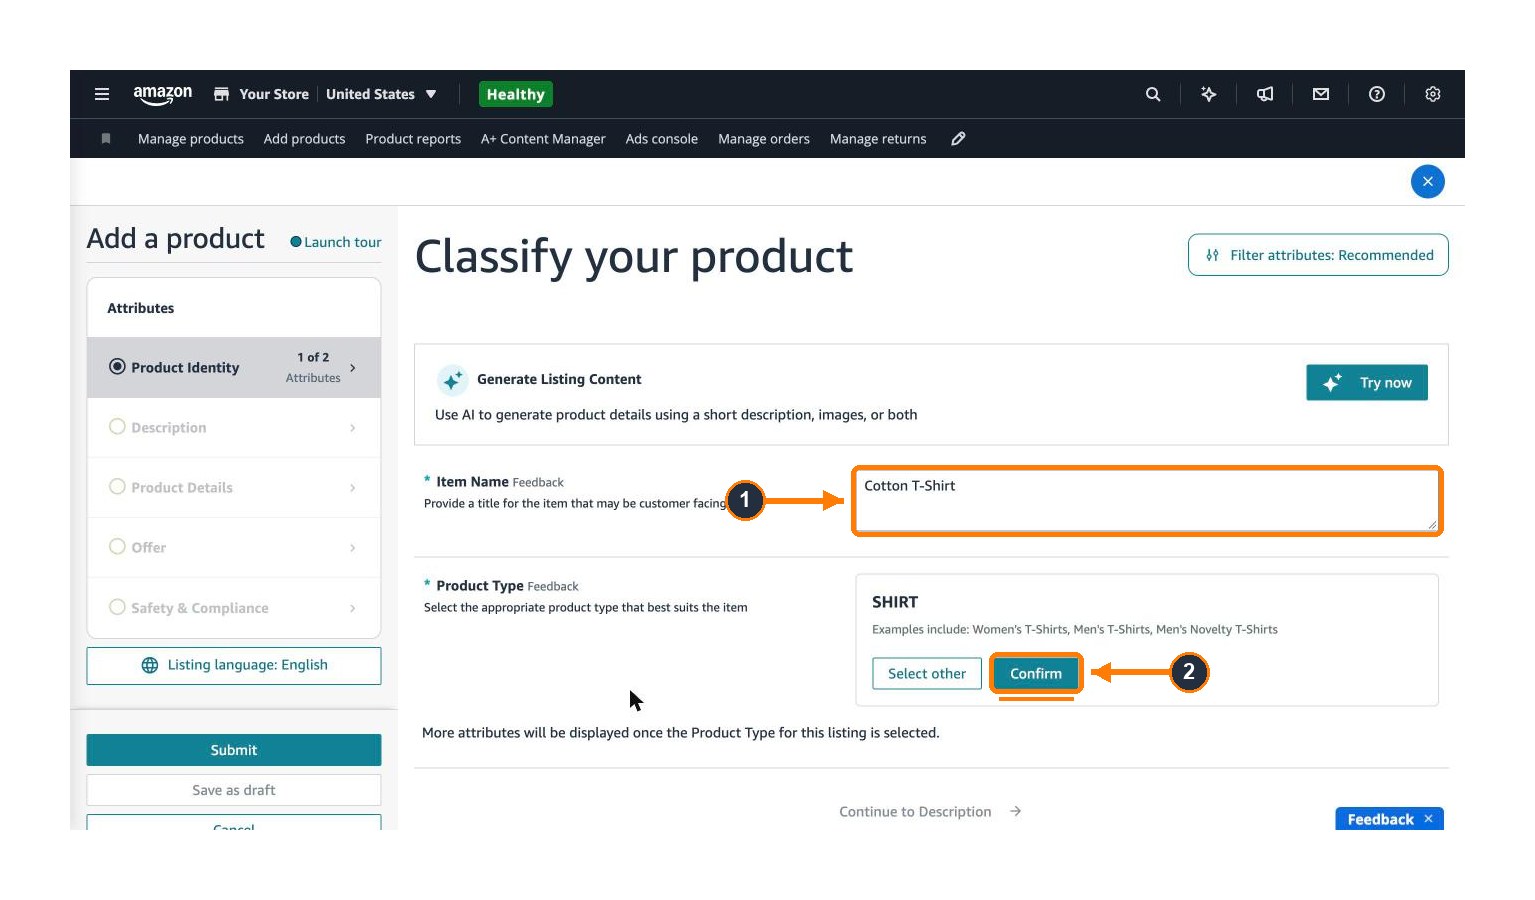 amazon Your Store United States Healthy
Manage products Add products Product reports A+ Content Manager Ads console Manage orders Manage returns
Add a product Launch tour
Attributes
Product Identity 1 of 2 Attributes
Description
Product Details
Offer
Safety & Compliance
Listing language: English
Submit
Save as draft
Cancel
Classify your product
Filter attributes: Recommended
Generate Listing Content
Use AI to generate product details using a short description, images, or both
Try now
* Item Name Feedback
Provide a title for the item that may be customer facing
1
Cotton T-Shirt
* Product Type Feedback
Select the appropriate product type that best suits the item
SHIRT
Examples include: Women's T-Shirts, Men's T-Shirts, Men's Novelty T-Shirts
Select other Confirm 2
More attributes will be displayed once the Product Type for this listing is selected.
Continue to Description
Feedback